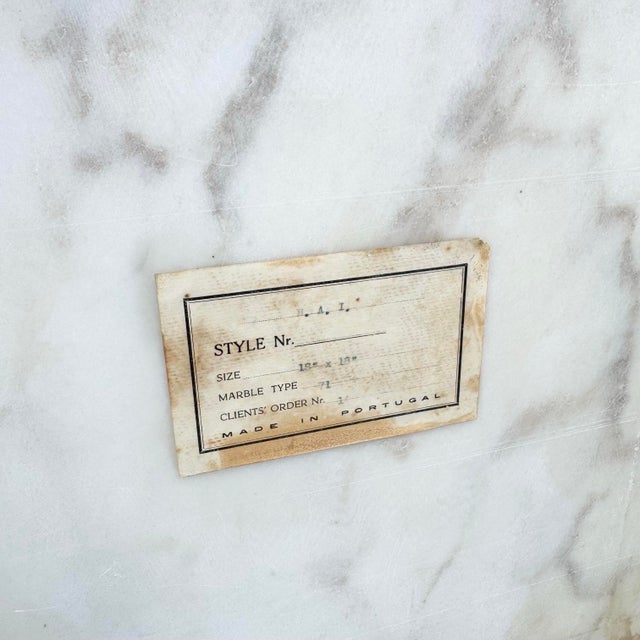 . A. I.
STYLE Nr.
SIZE 18" x 18"
MARBLE TYPE
CLIENTS' ORDER Nr.
MADE IN PORTUGAL